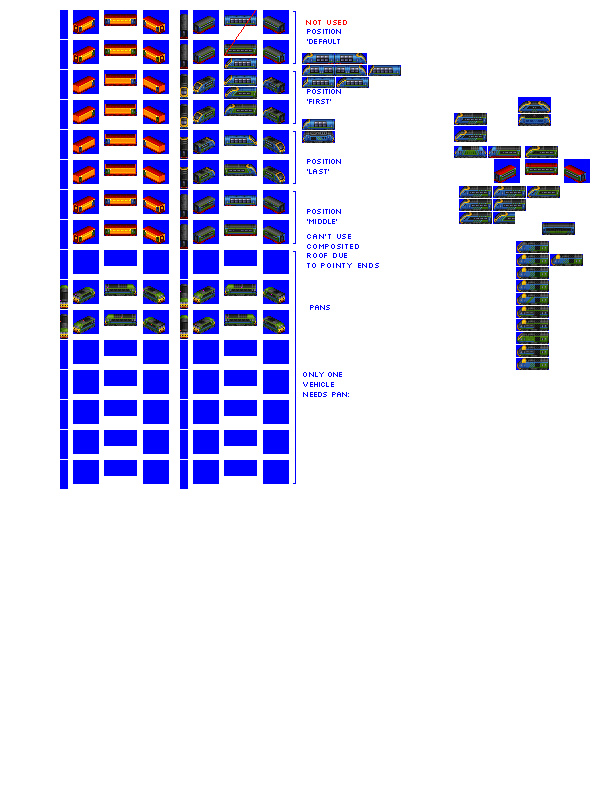 NOT USED
POSITION
'DEFAULT
POSITION
'FIRST'
POSITION
'LAST'
POSITION
'MIDDLE'
CAN'T USE
COMPOSITED
ROOF DUE
TO POINTY ENDS
PANS
ONLY ONE
VEHICLE
NEEDS PAN: